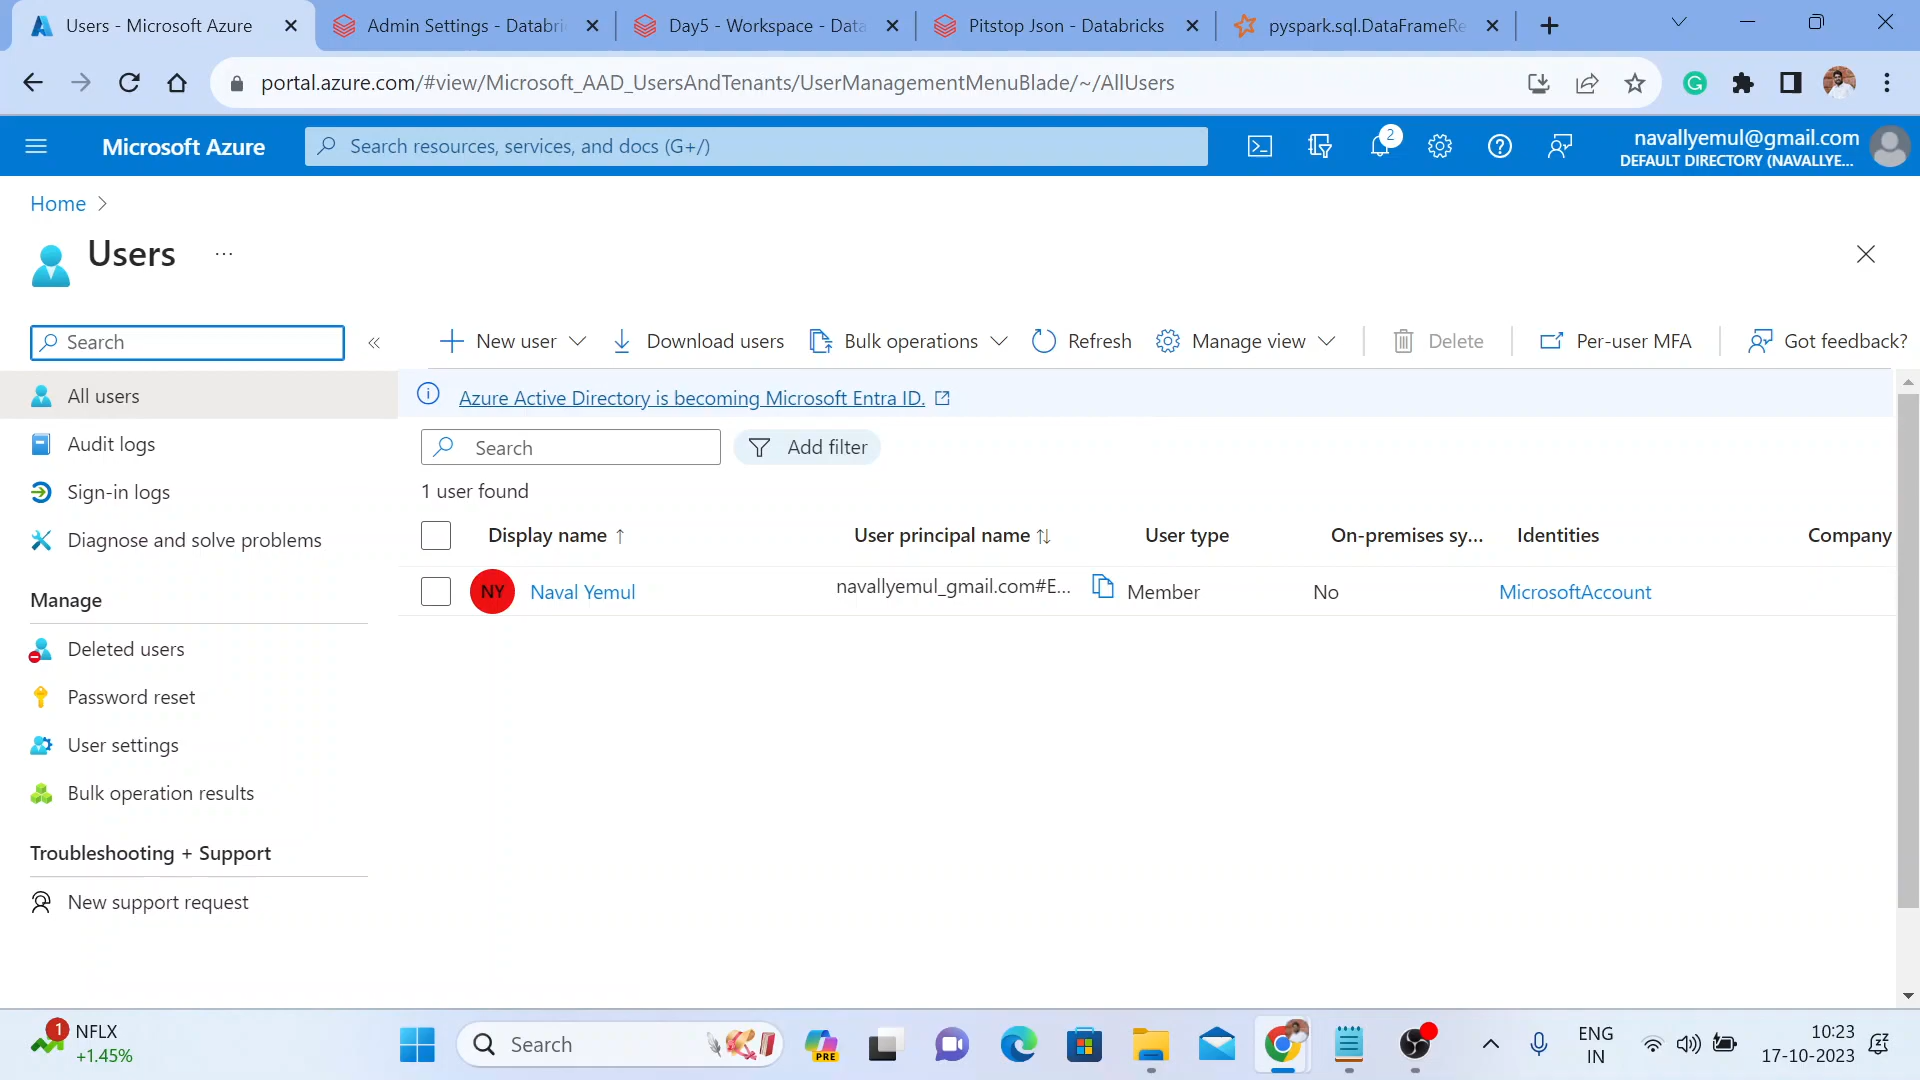 Users - Microsoft Azure
Admin Settings - Databri
Day5 - Workspace - Data
Pitstop Json - Databricks
pyspark.sql.DataFrameRe
portal.azure.com/#view/Microsoft_AAD_UsersAndTenants/UserManagementMenuBlade/~/AllUsers
Microsoft Azure
Search resources, services, and docs (G+/)
2
navallyemul@gmail.com
DEFAULT DIRECTORY (NAVALLYE...
Home
Users
...
Search
New user
Download users
Bulk operations
Refresh
Manage view
Delete
Per-user MFA
Got feedback?
All users
Audit logs
Sign-in logs
Diagnose and solve problems
Manage
Deleted users
Password reset
User settings
Bulk operation results
Troubleshooting + Support
New support request
Azure Active Directory is becoming Microsoft Entra ID.
Search
Add filter
1 user found
Display name ↑
User principal name ↑↓
User type
On-premises sy...
Identities
Company
NY
Naval Yemul
navallyemul_gmail.com#E...
Member
No
MicrosoftAccount
1
NFLX
+1.45%
Search
PRE
ENG
IN
10:23
17-10-2023